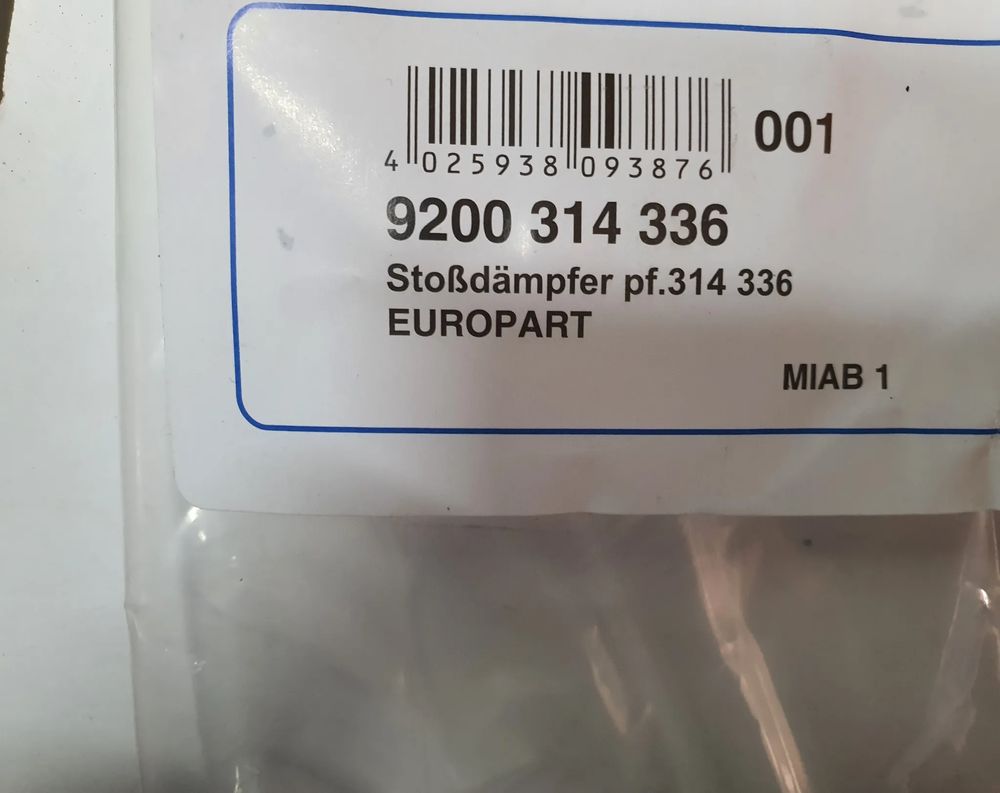 001
4 025938 093876
9200 314 336
Stoßdämpfer pf.314 336
EUROPART
MIAB 1